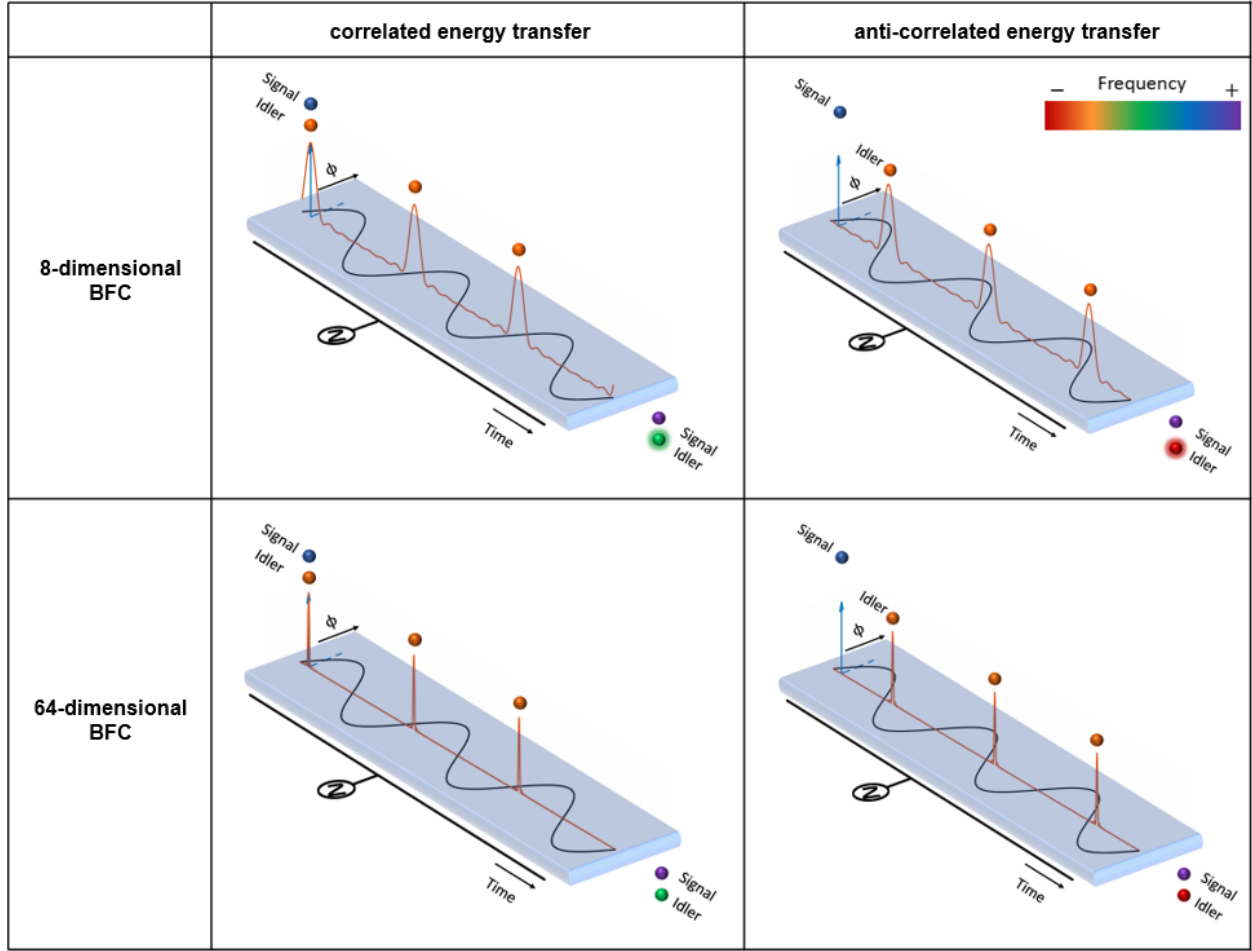 correlated energy transfer
anti-correlated energy transfer
8-dimensional
BFC
Signal
Idler
ϕ
Time
Signal
Idler
Signal
Idler
ϕ
− Frequency +
Time
Signal
Idler
64-dimensional
BFC
Signal
Idler
ϕ
Time
Signal
Idler
Signal
Idler
ϕ
Time
Signal
Idler